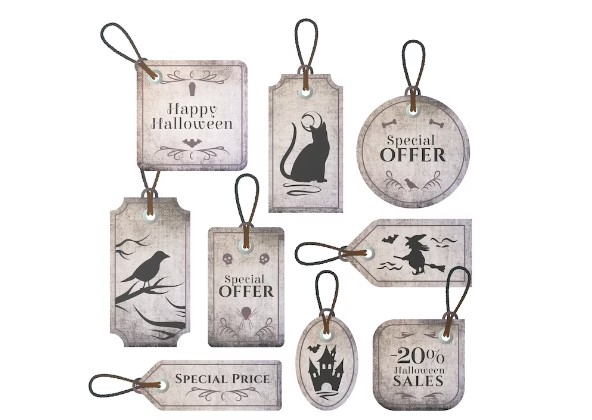 Happy
Halloween
Special
OFFER
Special
OFFER
-20%
Halloween
SALES
SPECIAL PRICE